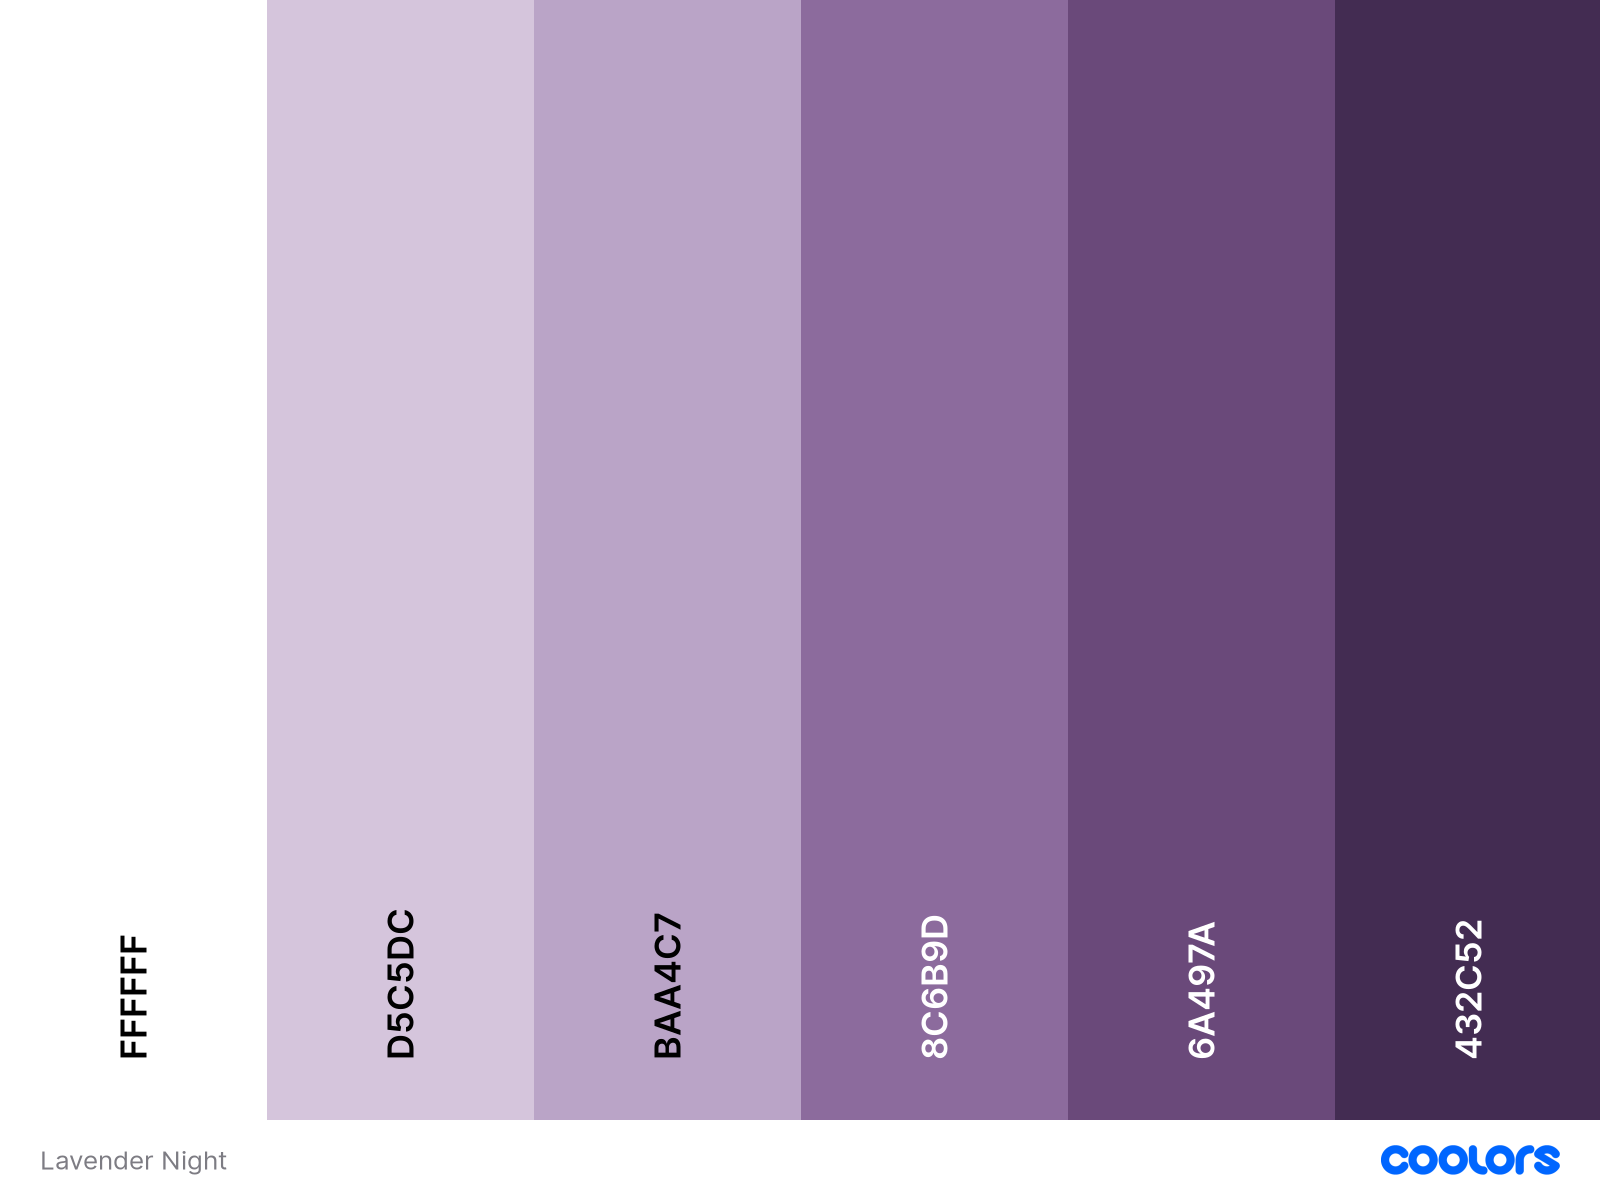 FFFFFF
D5C5DC
BAA4C7
8C6B9D
6A497A
432C52
Lavender Night
coolors